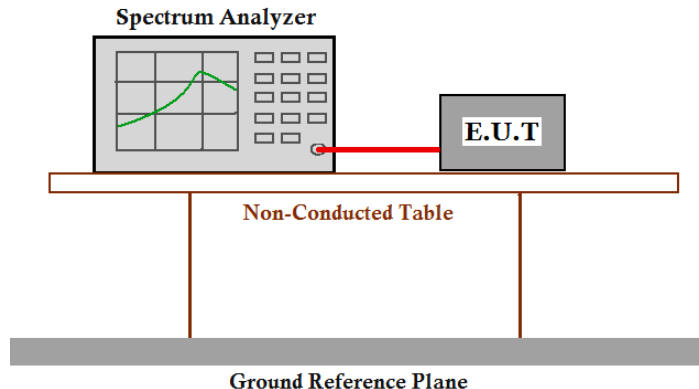 Spectrum Analyzer
E.U.T
Non-Conducted Table
Ground Reference Plane